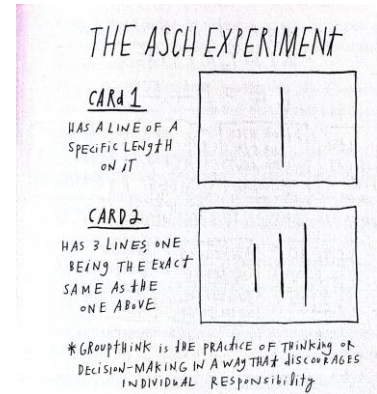 THE ASCH EXPERIMENT
CARd 1
HAS A LINE OF A
SPECIFIC LENGTH
ON IT
CARD 2
HAS 3 LINES, ONE
BEING THE EXACT
SAME AS THE
ONE ABOVE
*GROUPTHINK IS THE PRACTICE OF THINKING OR
DECISION-MAKING IN A WAY THAT DISCOURAGES
INDIVIDUAL RESPONSIBILITY